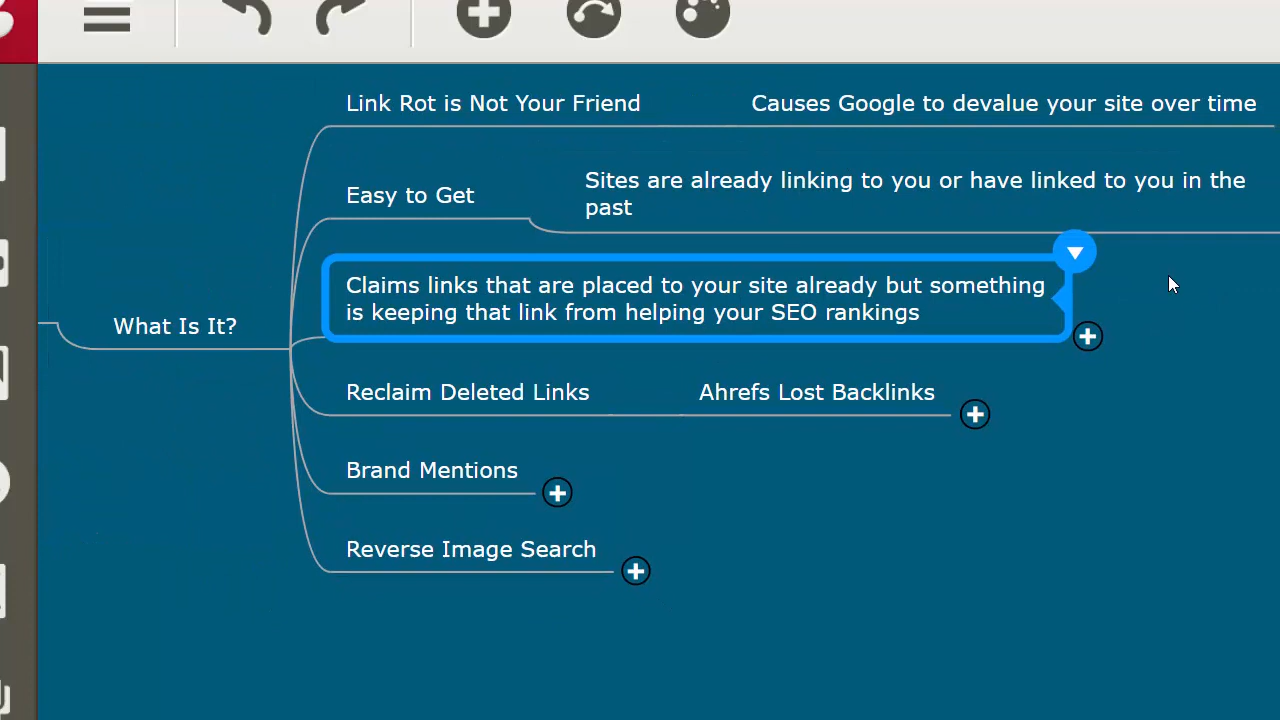 Link Rot is Not Your Friend
Causes Google to devalue your site over time
Easy to Get
Sites are already linking to you or have linked to you in the
past
Claims links that are placed to your site already but something
is keeping that link from helping your SEO rankings
What Is It?
Reclaim Deleted Links
Ahrefs Lost Backlinks
Brand Mentions
Reverse Image Search